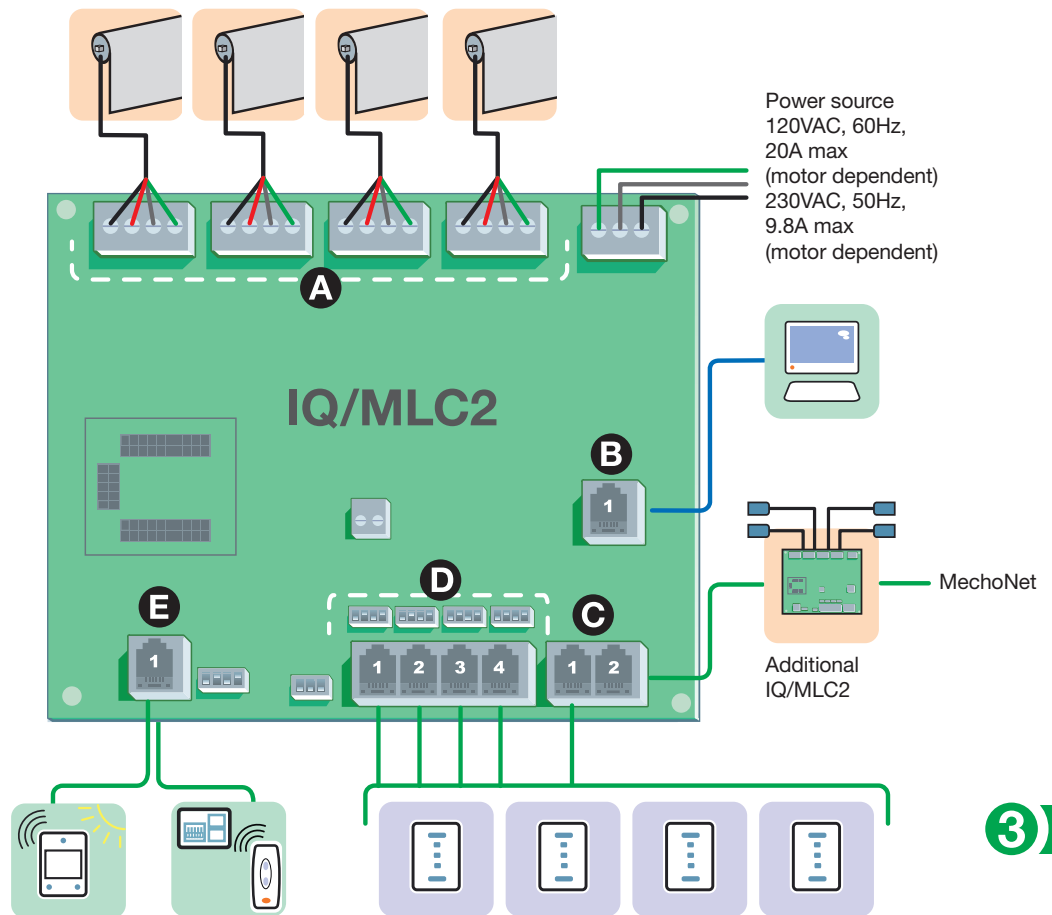 Power source
120VAC, 60Hz,
20A max
(motor dependent)
230VAC, 50Hz,
9.8A max
(motor dependent)
A
IQ/MLC2
B
1
MechoNet
D
E
C
1
1
2
3
4
1
2
Additional
IQ/MLC2
3